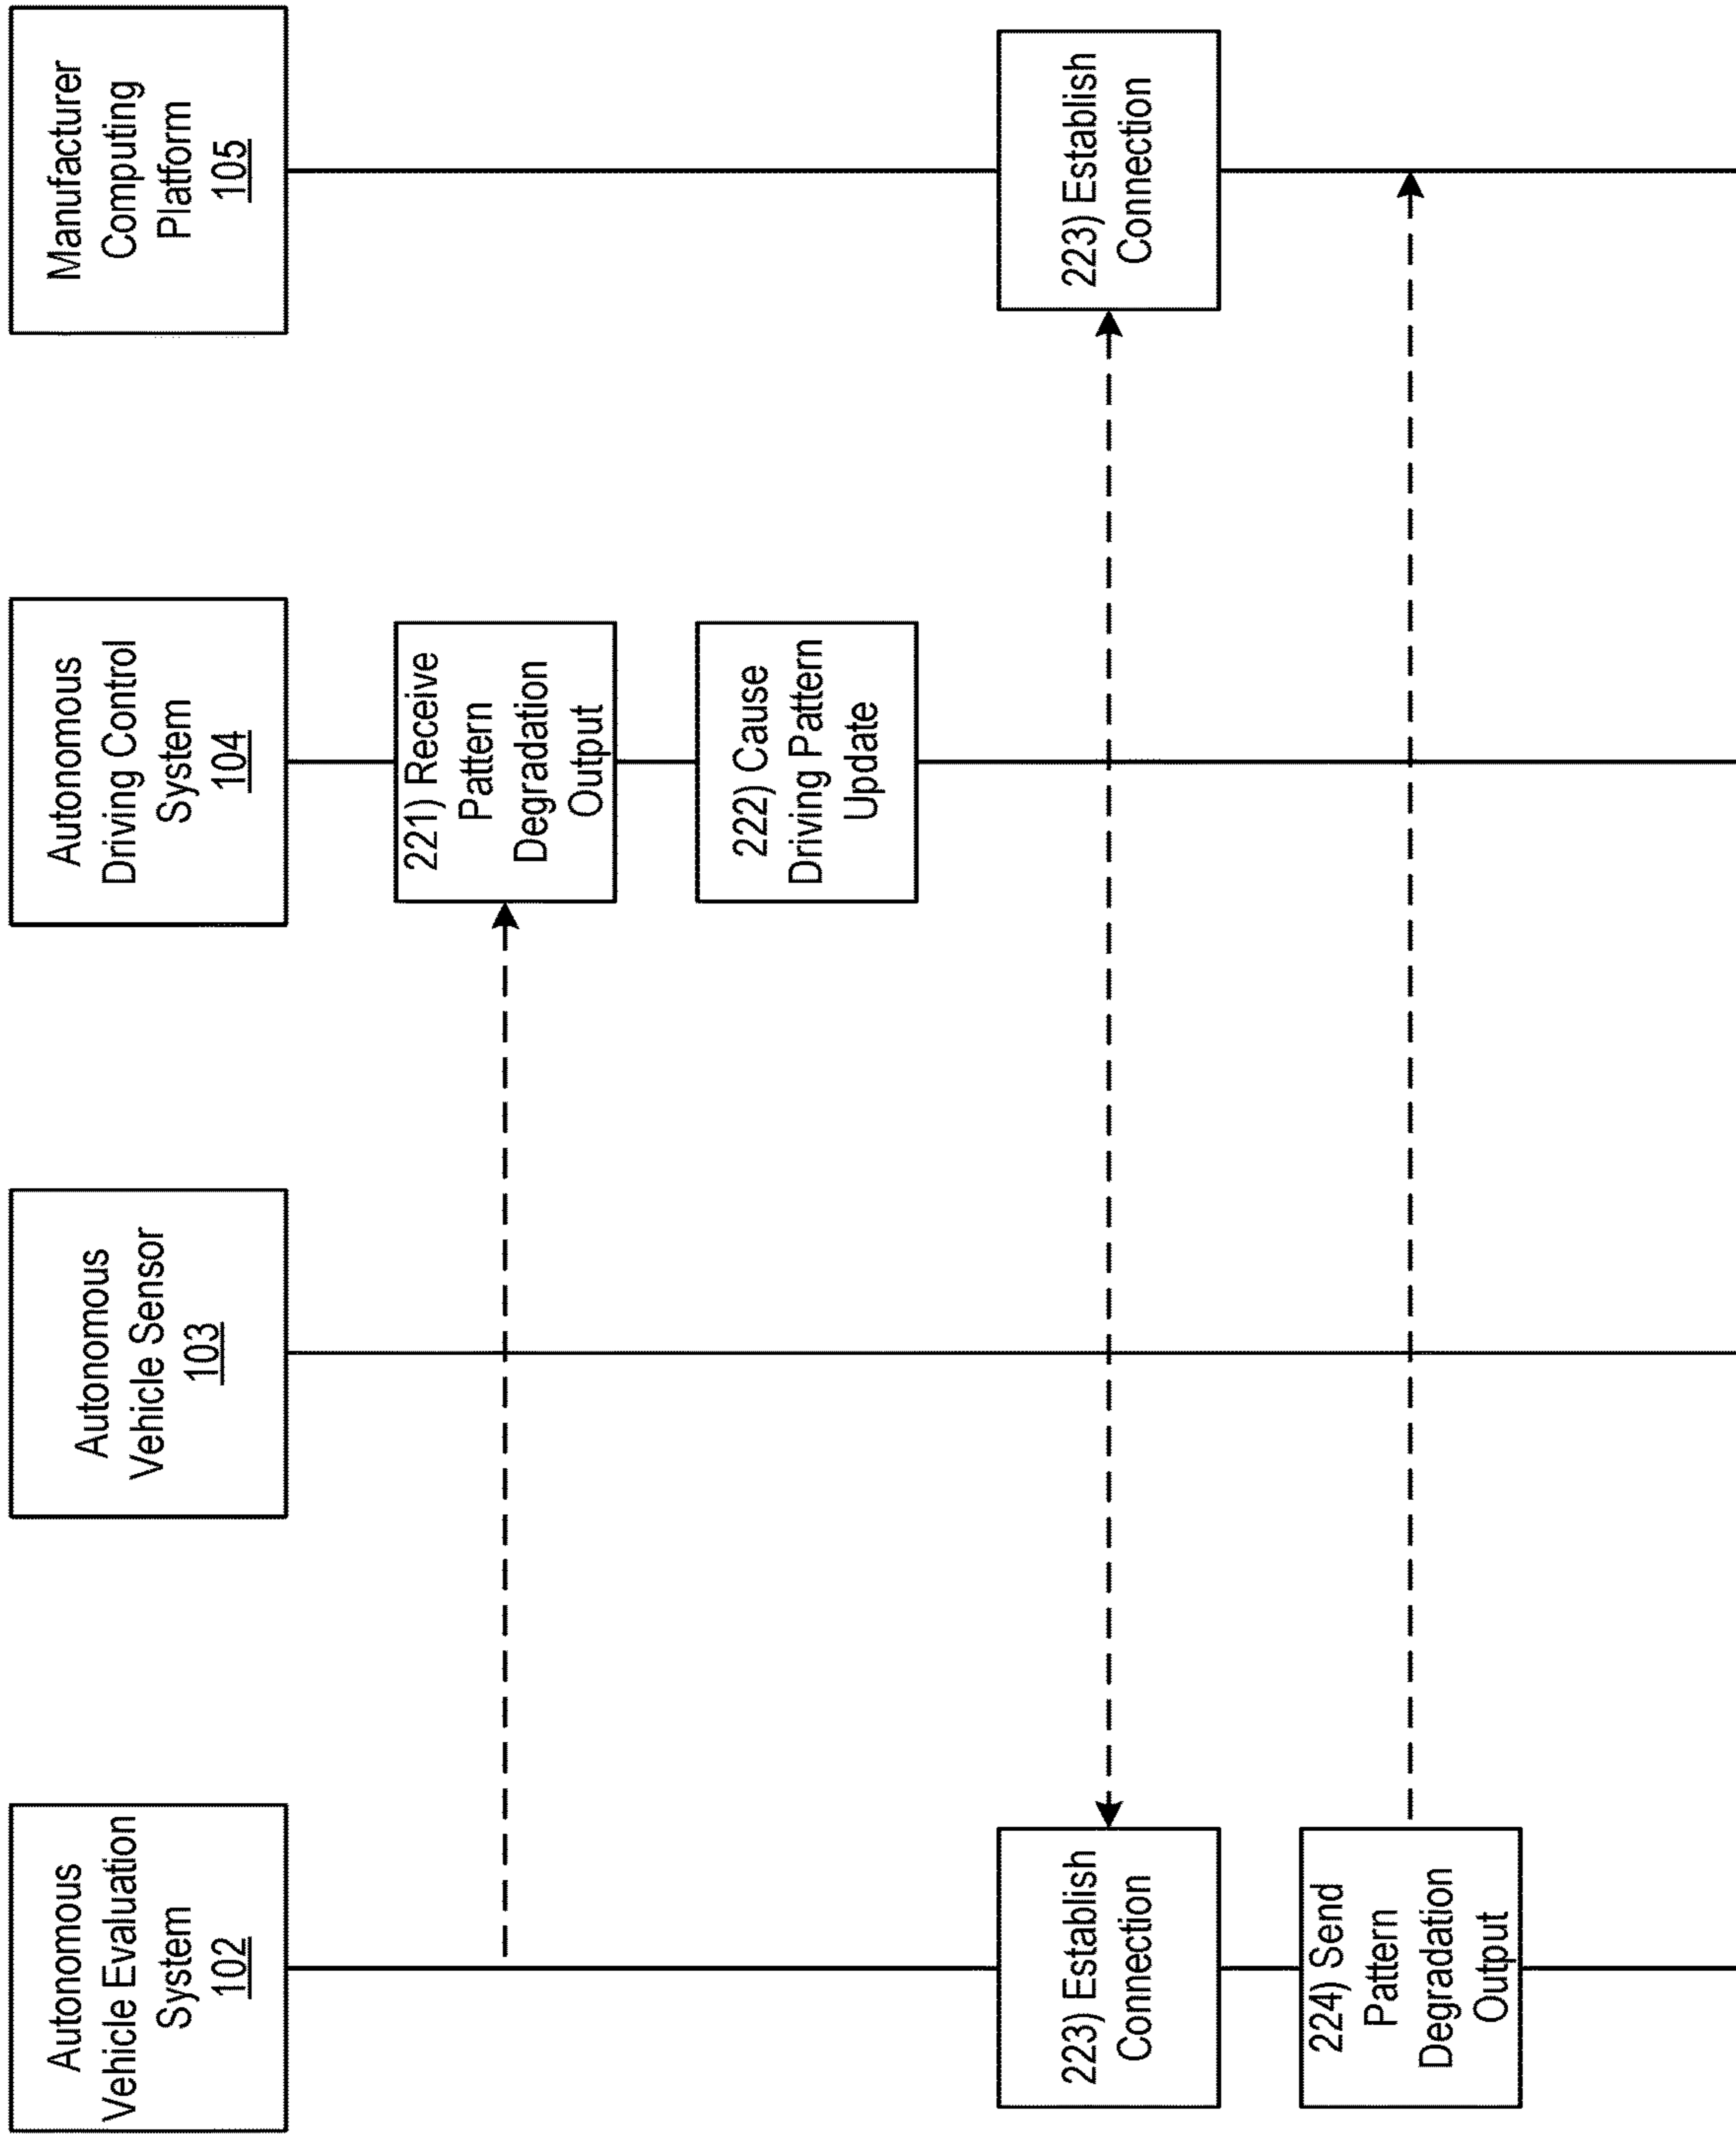 Autonomous
Vehicle Evaluation
System
102
Autonomous
Vehicle Sensor
103
Autonomous
Driving Control
System
104
Manufacturer
Computing
Platform
105
221) Receive
Pattern
Degradation
Output
222) Cause
Driving Pattern
Update
223) Establish
Connection
223) Establish
Connection
224) Send
Pattern
Degradation
Output